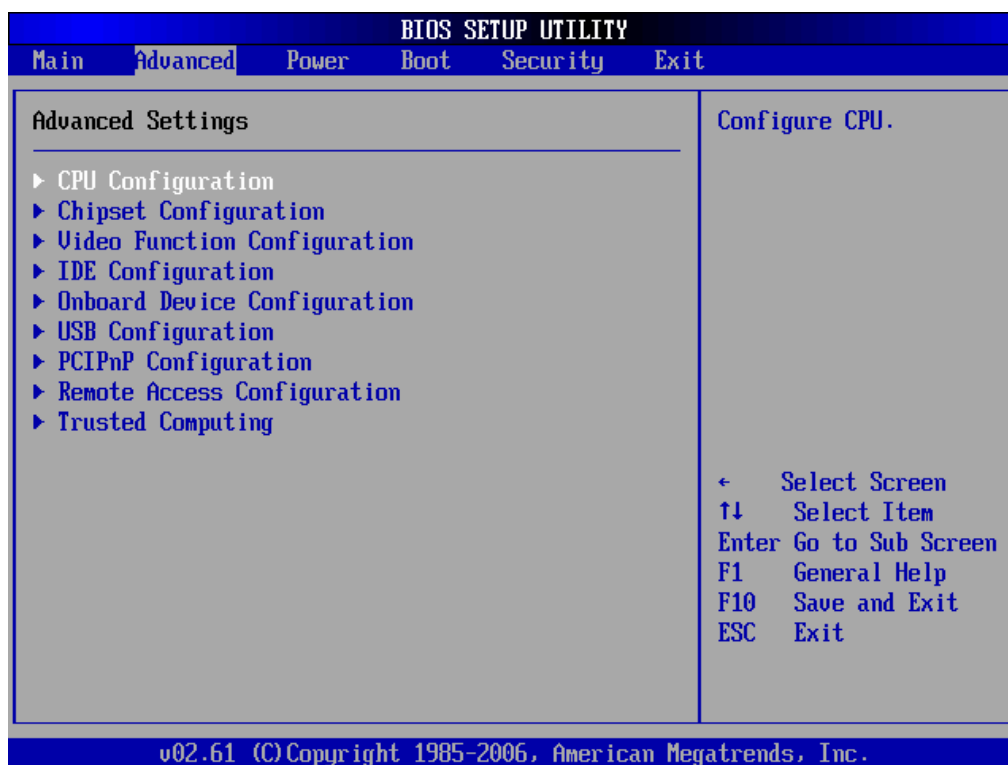 BIOS SETUP UTILITY
Main Advanced Power Boot Security Exit
Advanced Settings
► CPU Configuration
► Chipset Configuration
► Video Function Configuration
► IDE Configuration
► Onboard Device Configuration
► USB Configuration
► PCIPnP Configuration
► Remote Access Configuration
► Trusted Computing
Configure CPU.
← Select Screen
↑↓ Select Item
Enter Go to Sub Screen
F1 General Help
F10 Save and Exit
ESC Exit
v02.61 (C)Copyright 1985-2006, American Megatrends, Inc.